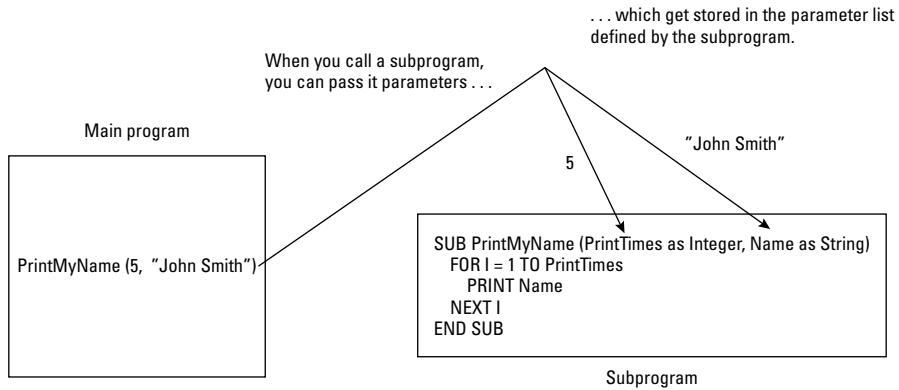 . . . which get stored in the parameter list
defined by the subprogram.
When you call a subprogram,
you can pass it parameters . . .
Main program
"John Smith"
5
PrintMyName (5, "John Smith")
SUB PrintMyName (PrintTimes as Integer, Name as String)
FOR I = 1 TO PrintTimes
PRINT Name
NEXT I
END SUB
Subprogram